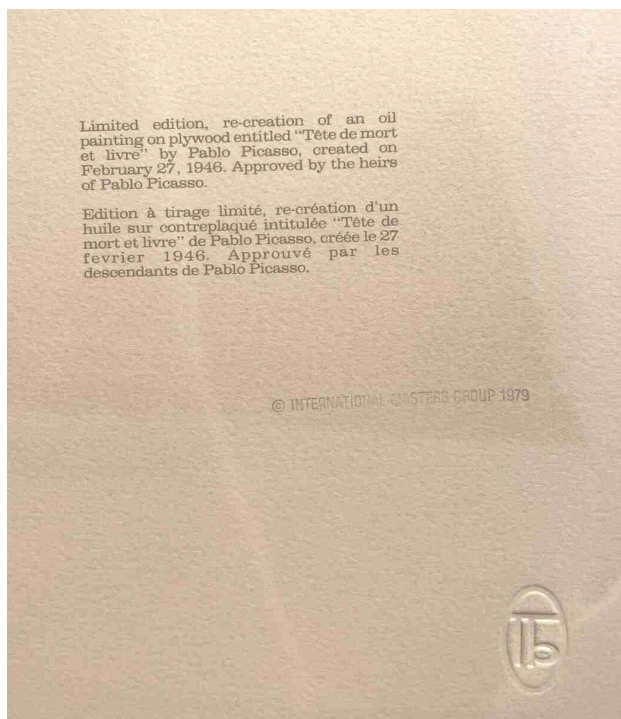 Limited edition, re-creation of an oil
painting on plywood entitled "Tête de mort
et livre" by Pablo Picasso, created on
February 27, 1946. Approved by the heirs
of Pablo Picasso.
Edition à tirage limité, re-création d'un
huile sur contreplaqué intitulée "Tête de
mort et livre" de Pablo Picasso, créée le 27
fevrier 1946. Approuvé par les
descendants de Pablo Picasso.
© INTERNATIONAL MASTERS GROUP 1979